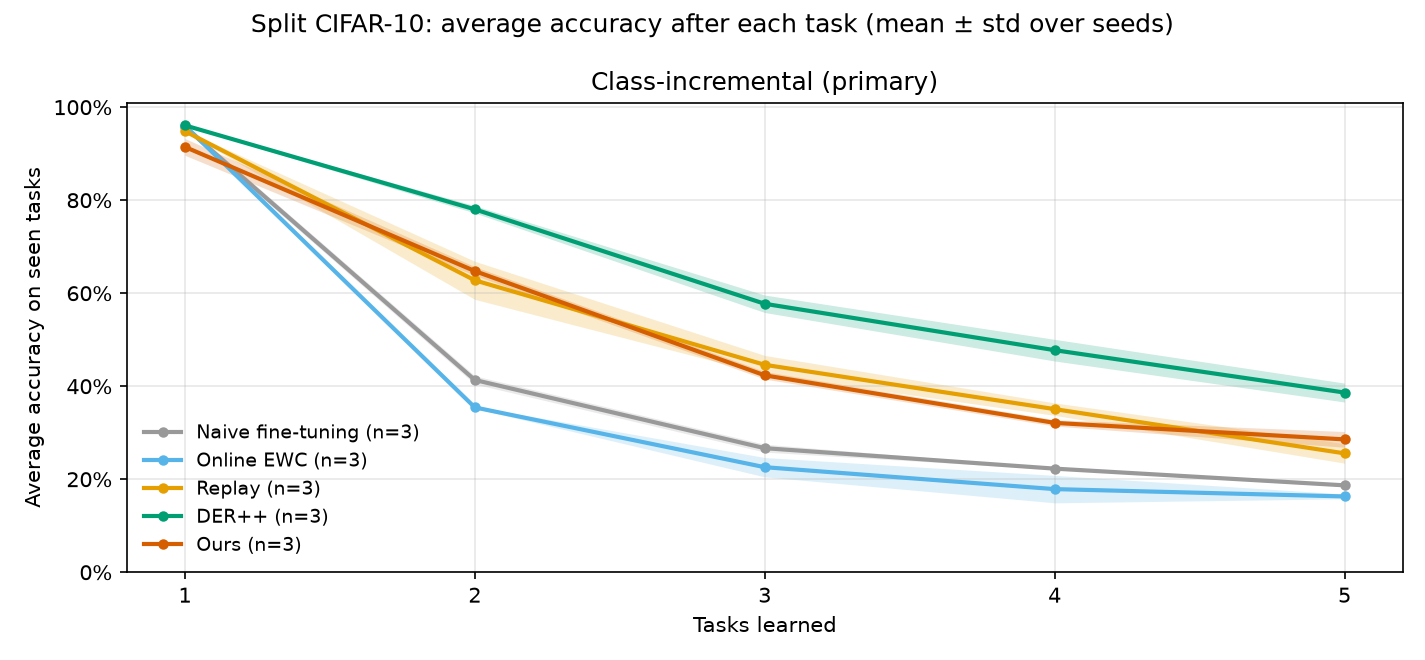 Split CIFAR-10: average accuracy after each task (mean ± std over seeds)
Class-incremental (primary)
Average accuracy on seen tasks
100%
80%
60%
40%
20%
0%
Naive fine-tuning (n=3)
Online EWC (n=3)
Replay (n=3)
DER++ (n=3)
Ours (n=3)
1 2 3 4 5
Tasks learned